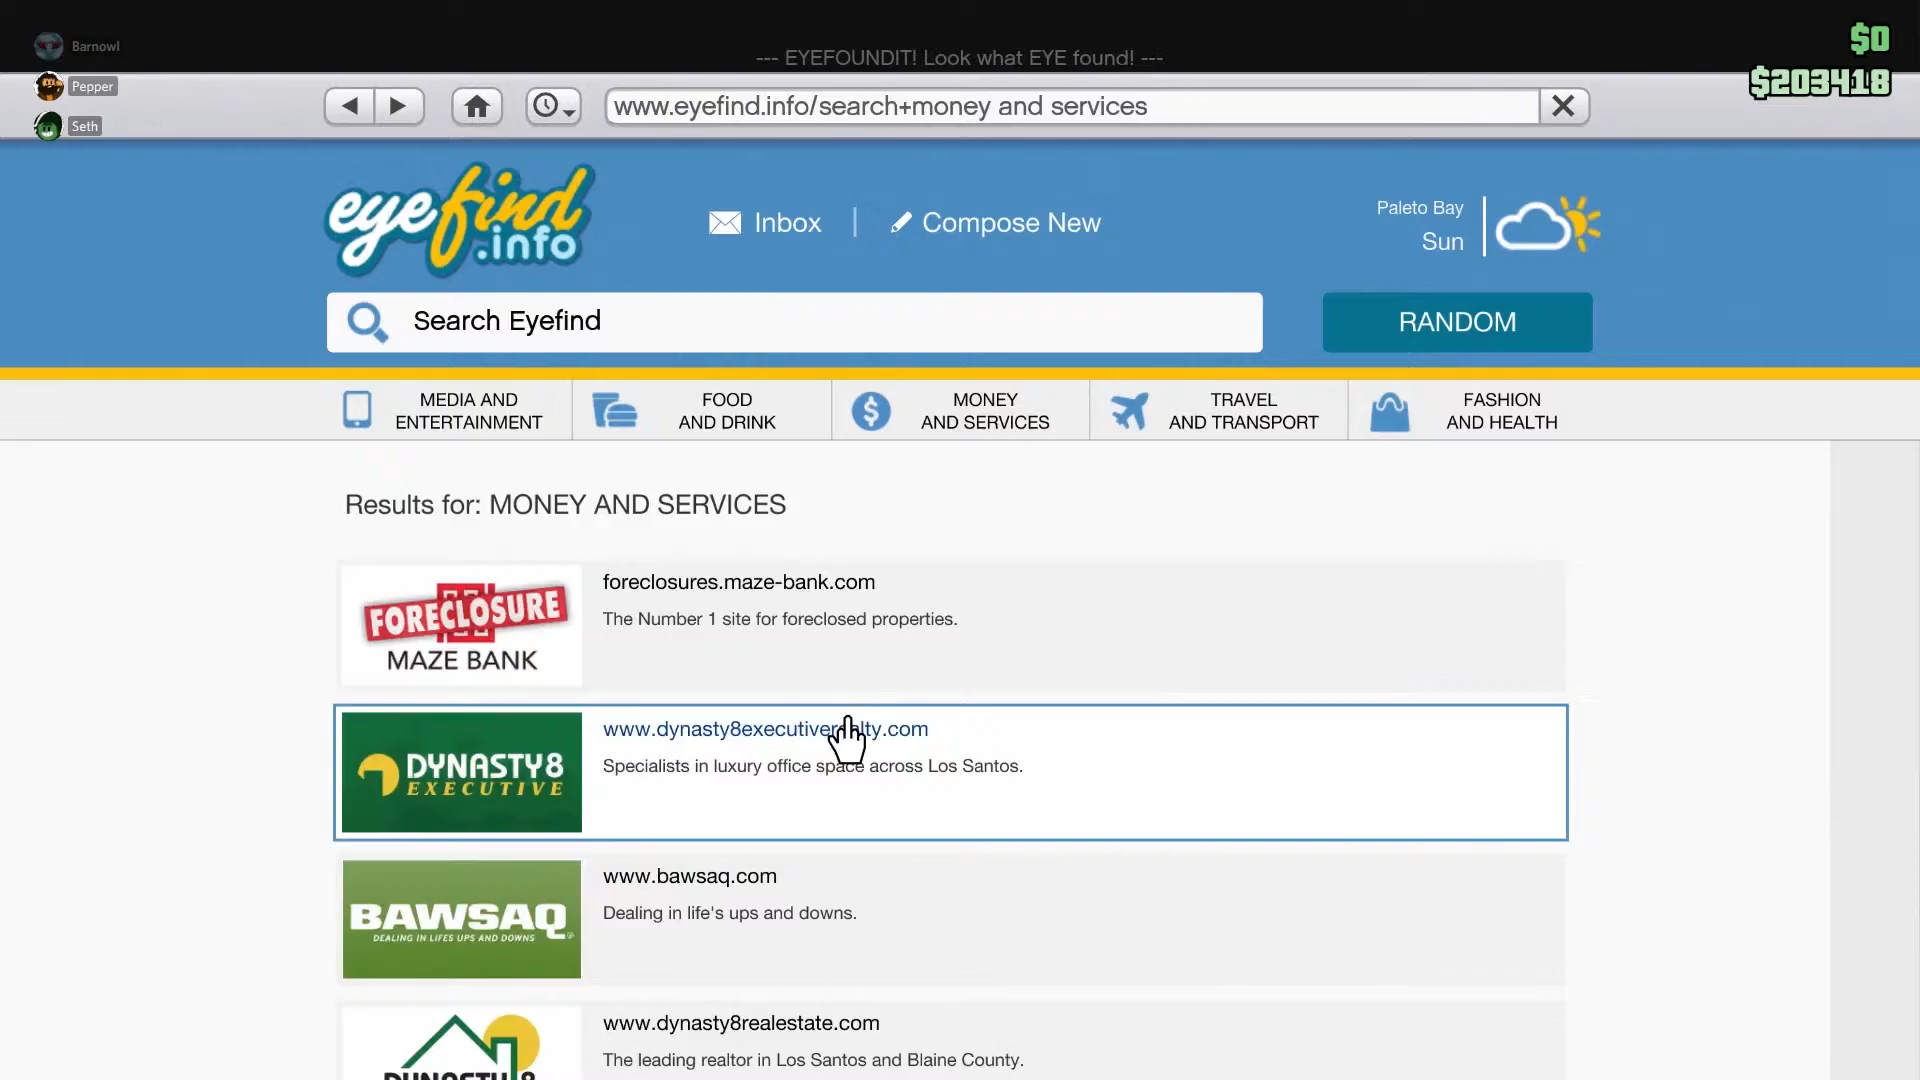 Barnowl
--- EYEFOUNDIT! Look what EYE found! ---
$0
$203418
Pepper
www.eyefind.info/search+money and services
Seth
eyefind
.info
Inbox
Compose New
Paleto Bay
Sun
Search Eyefind
RANDOM
MEDIA AND
ENTERTAINMENT
FOOD
AND DRINK
MONEY
AND SERVICES
TRAVEL
AND TRANSPORT
FASHION
AND HEALTH
Results for: MONEY AND SERVICES
FORECLOSURE
MAZE BANK
foreclosures.maze-bank.com
The Number 1 site for foreclosed properties.
DYNASTY8
EXECUTIVE
www.dynasty8executiverealty.com
Specialists in luxury office space across Los Santos.
BAWSAQ
DEALING IN LIFES UPS AND DOWNS
www.bawsaq.com
Dealing in life's ups and downs.
DYNASTY 8
www.dynasty8realestate.com
The leading realtor in Los Santos and Blaine County.